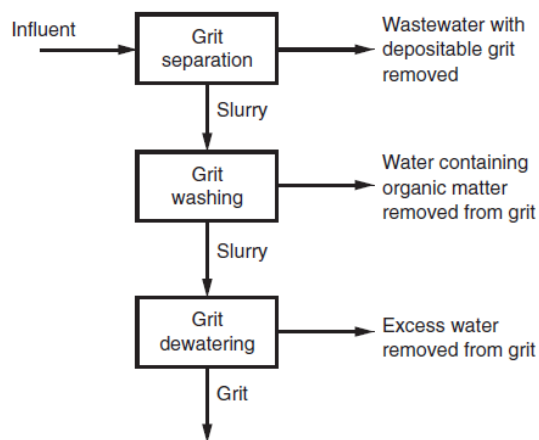 Influent
Grit
separation
Wastewater with
depositable grit
removed
Slurry
Grit
washing
Water containing
organic matter
removed from grit
Slurry
Grit
dewatering
Excess water
removed from grit
Grit